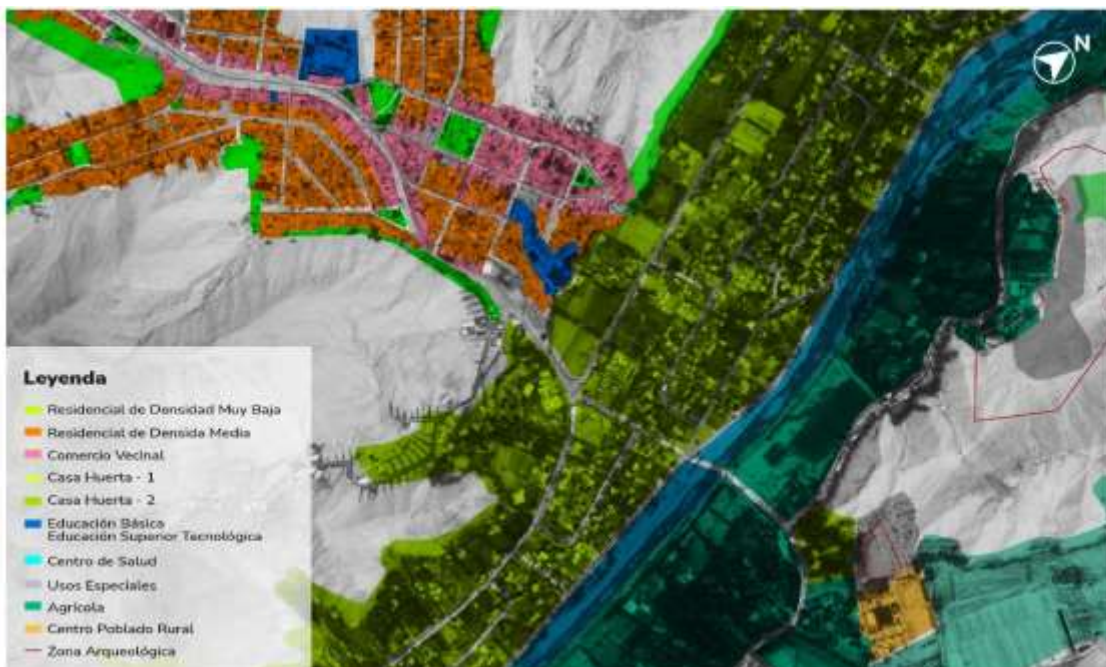 N
Leyenda
Residencial de Densidad Muy Baja
Residencial de Densida Media
Comercio Vecinal
Casa Huerta - 1
Casa Huerta - 2
Educación Básica
Educación Superior Tecnológica
Centro de Salud
Usos Especiales
Agrícola
Centro Poblado Rural
Zona Arqueológica